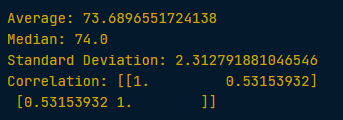 Average: 73.6896551724138
Median: 74.0
Standard Deviation: 2.312791881046546
Correlation: [[1.         0.53153932]
 [0.53153932 1.        ]]